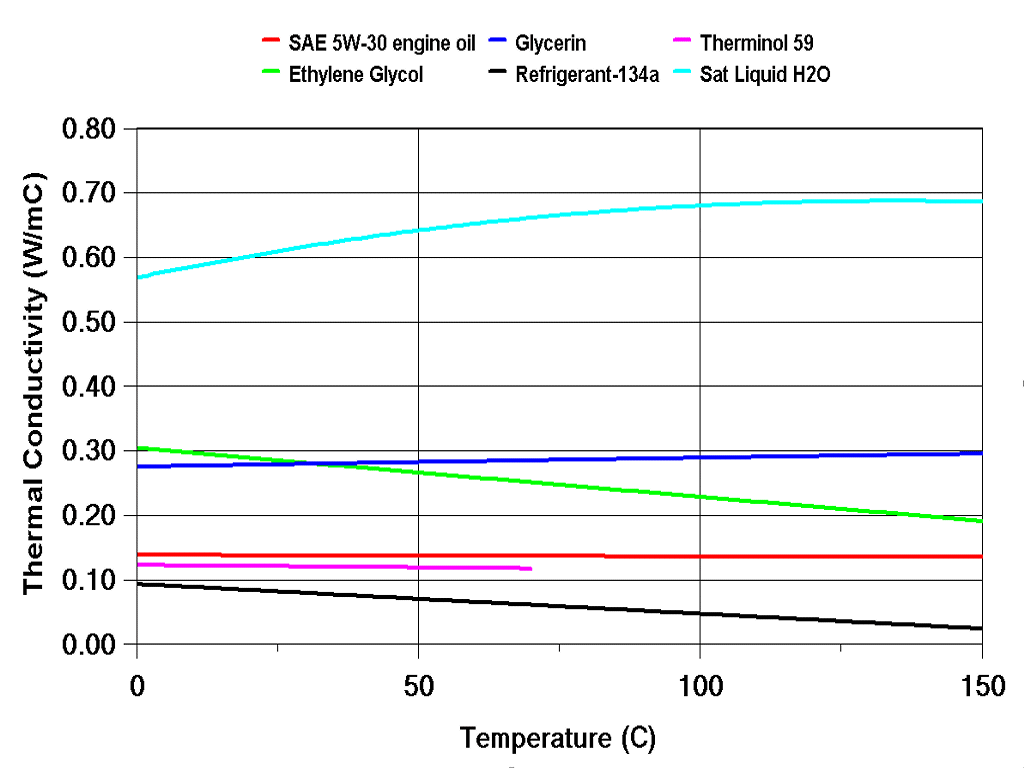 SAE 5W-30 engine oil Glycerin Therminol 59
Ethylene Glycol Refrigerant-134a Sat Liquid H2O
Thermal Conductivity (W/mC)
0.80
0.70
0.60
0.50
0.40
0.30
0.20
0.10
0.00
0 50 100 150
Temperature (C)